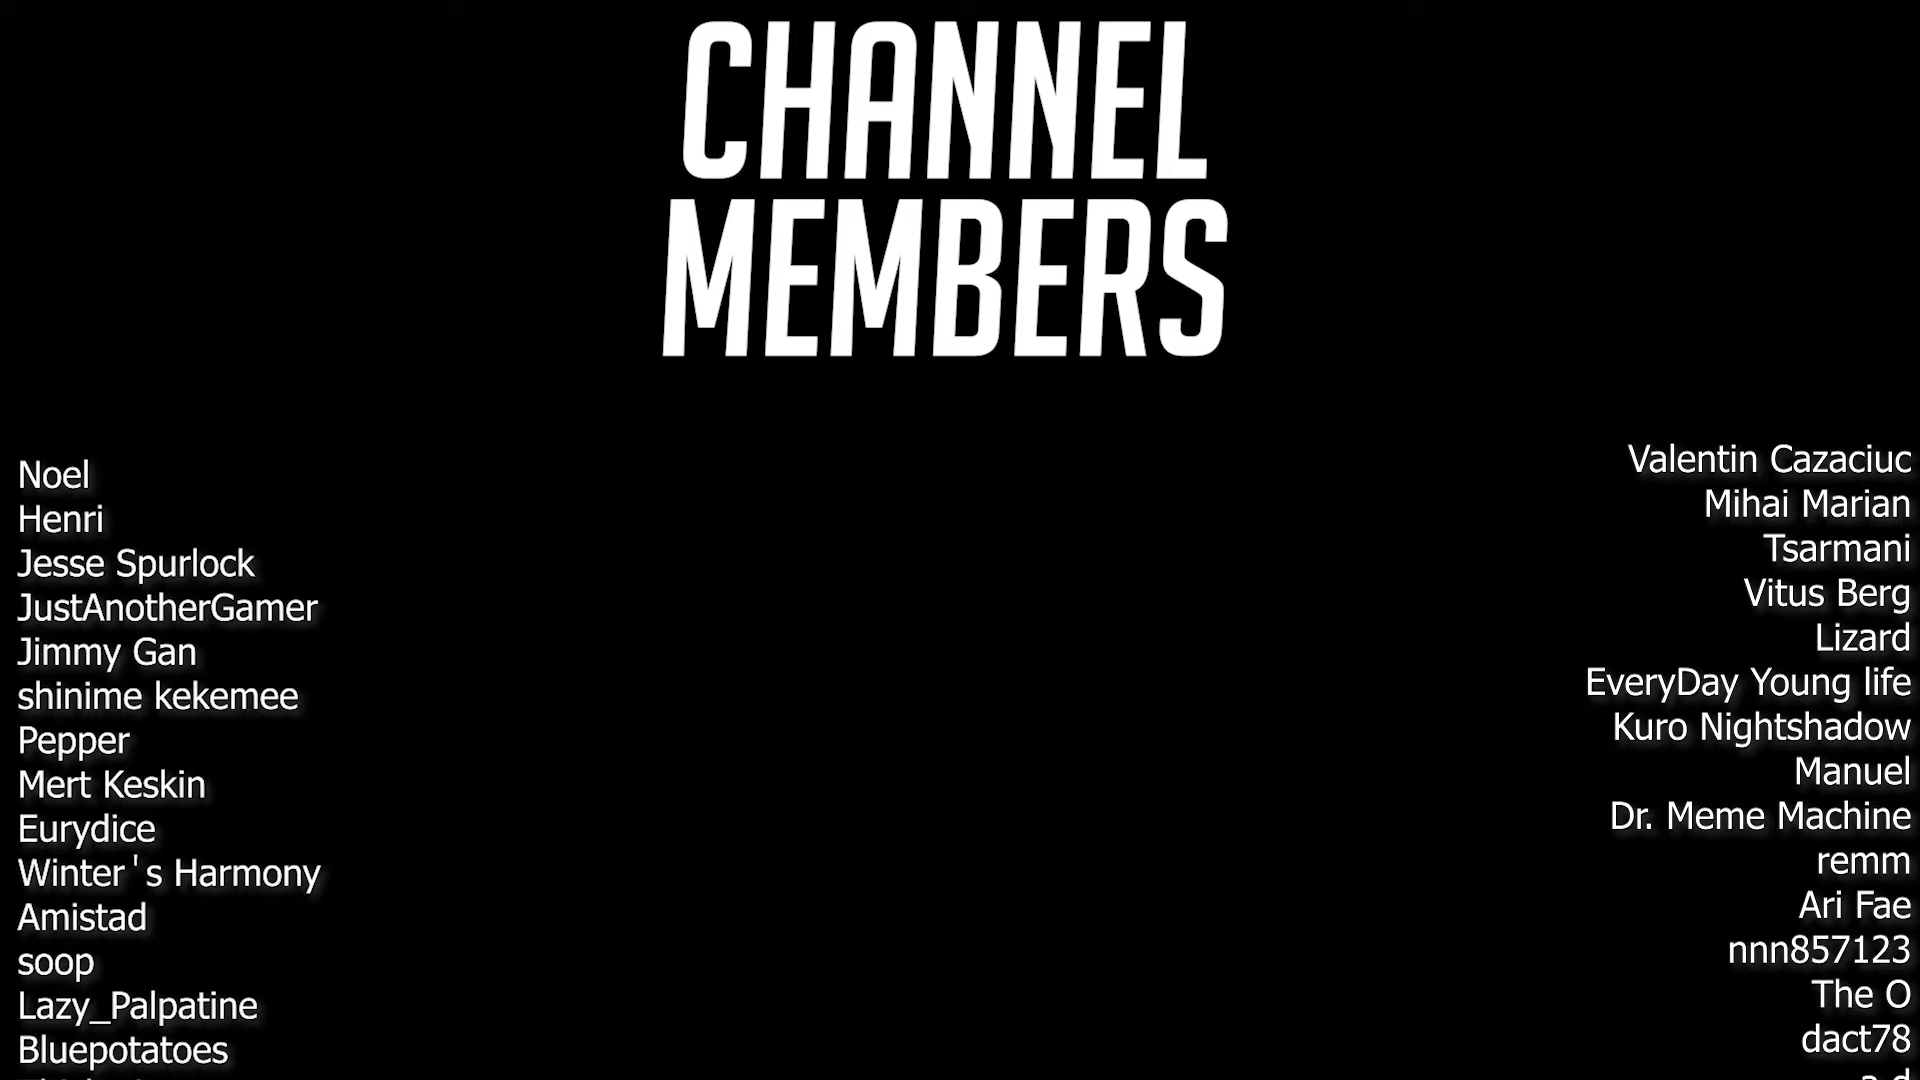 CHANNEL
MEMBERS
Noel
Henri
Jesse Spurlock
JustAnotherGamer
Jimmy Gan
shinime kekemee
Pepper
Mert Keskin
Eurydice
Winter's Harmony
Amistad
soop
Lazy_Palpatine
Bluepotatoes
Valentin Cazaciuc
Mihai Marian
Tsarmani
Vitus Berg
Lizard
EveryDay Young life
Kuro Nightshadow
Manuel
Dr. Meme Machine
remm
Ari Fae
nnn857123
The O
dact78